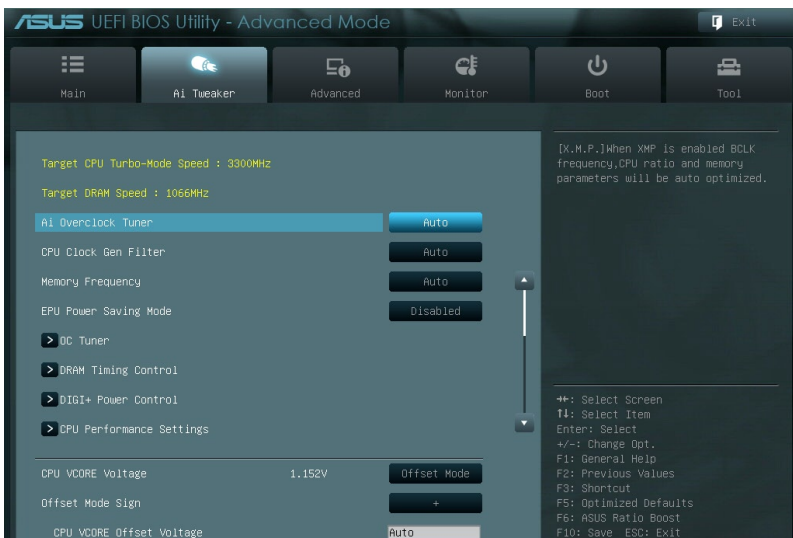 ASUS UEFI BIOS Utility - Advanced Mode
Exit
Main
Ai Tweaker
Advanced
Monitor
Boot
Tool
Target CPU Turbo-Mode Speed : 3300MHz
Target DRAM Speed : 1066MHz
Ai Overclock Tuner Auto
CPU Clock Gen Filter Auto
Memory Frequency Auto
EPU Power Saving Mode Disabled
> OC Tuner
> DRAM Timing Control
> DIGI+ Power Control
> CPU Performance Settings
CPU VCORE Voltage 1.152V Offset Mode
Offset Mode Sign +
CPU VCORE Offset Voltage Auto
[X.M.P.]When XMP is enabled BCLK
frequency,CPU ratio and memory
parameters will be auto optimized.
→←: Select Screen
↑↓: Select Item
Enter: Select
+/-: Change Opt.
F1: General Help
F2: Previous Values
F3: Shortcut
F5: Optimized Defaults
F6: ASUS Ratio Boost
F10: Save ESC: Exit